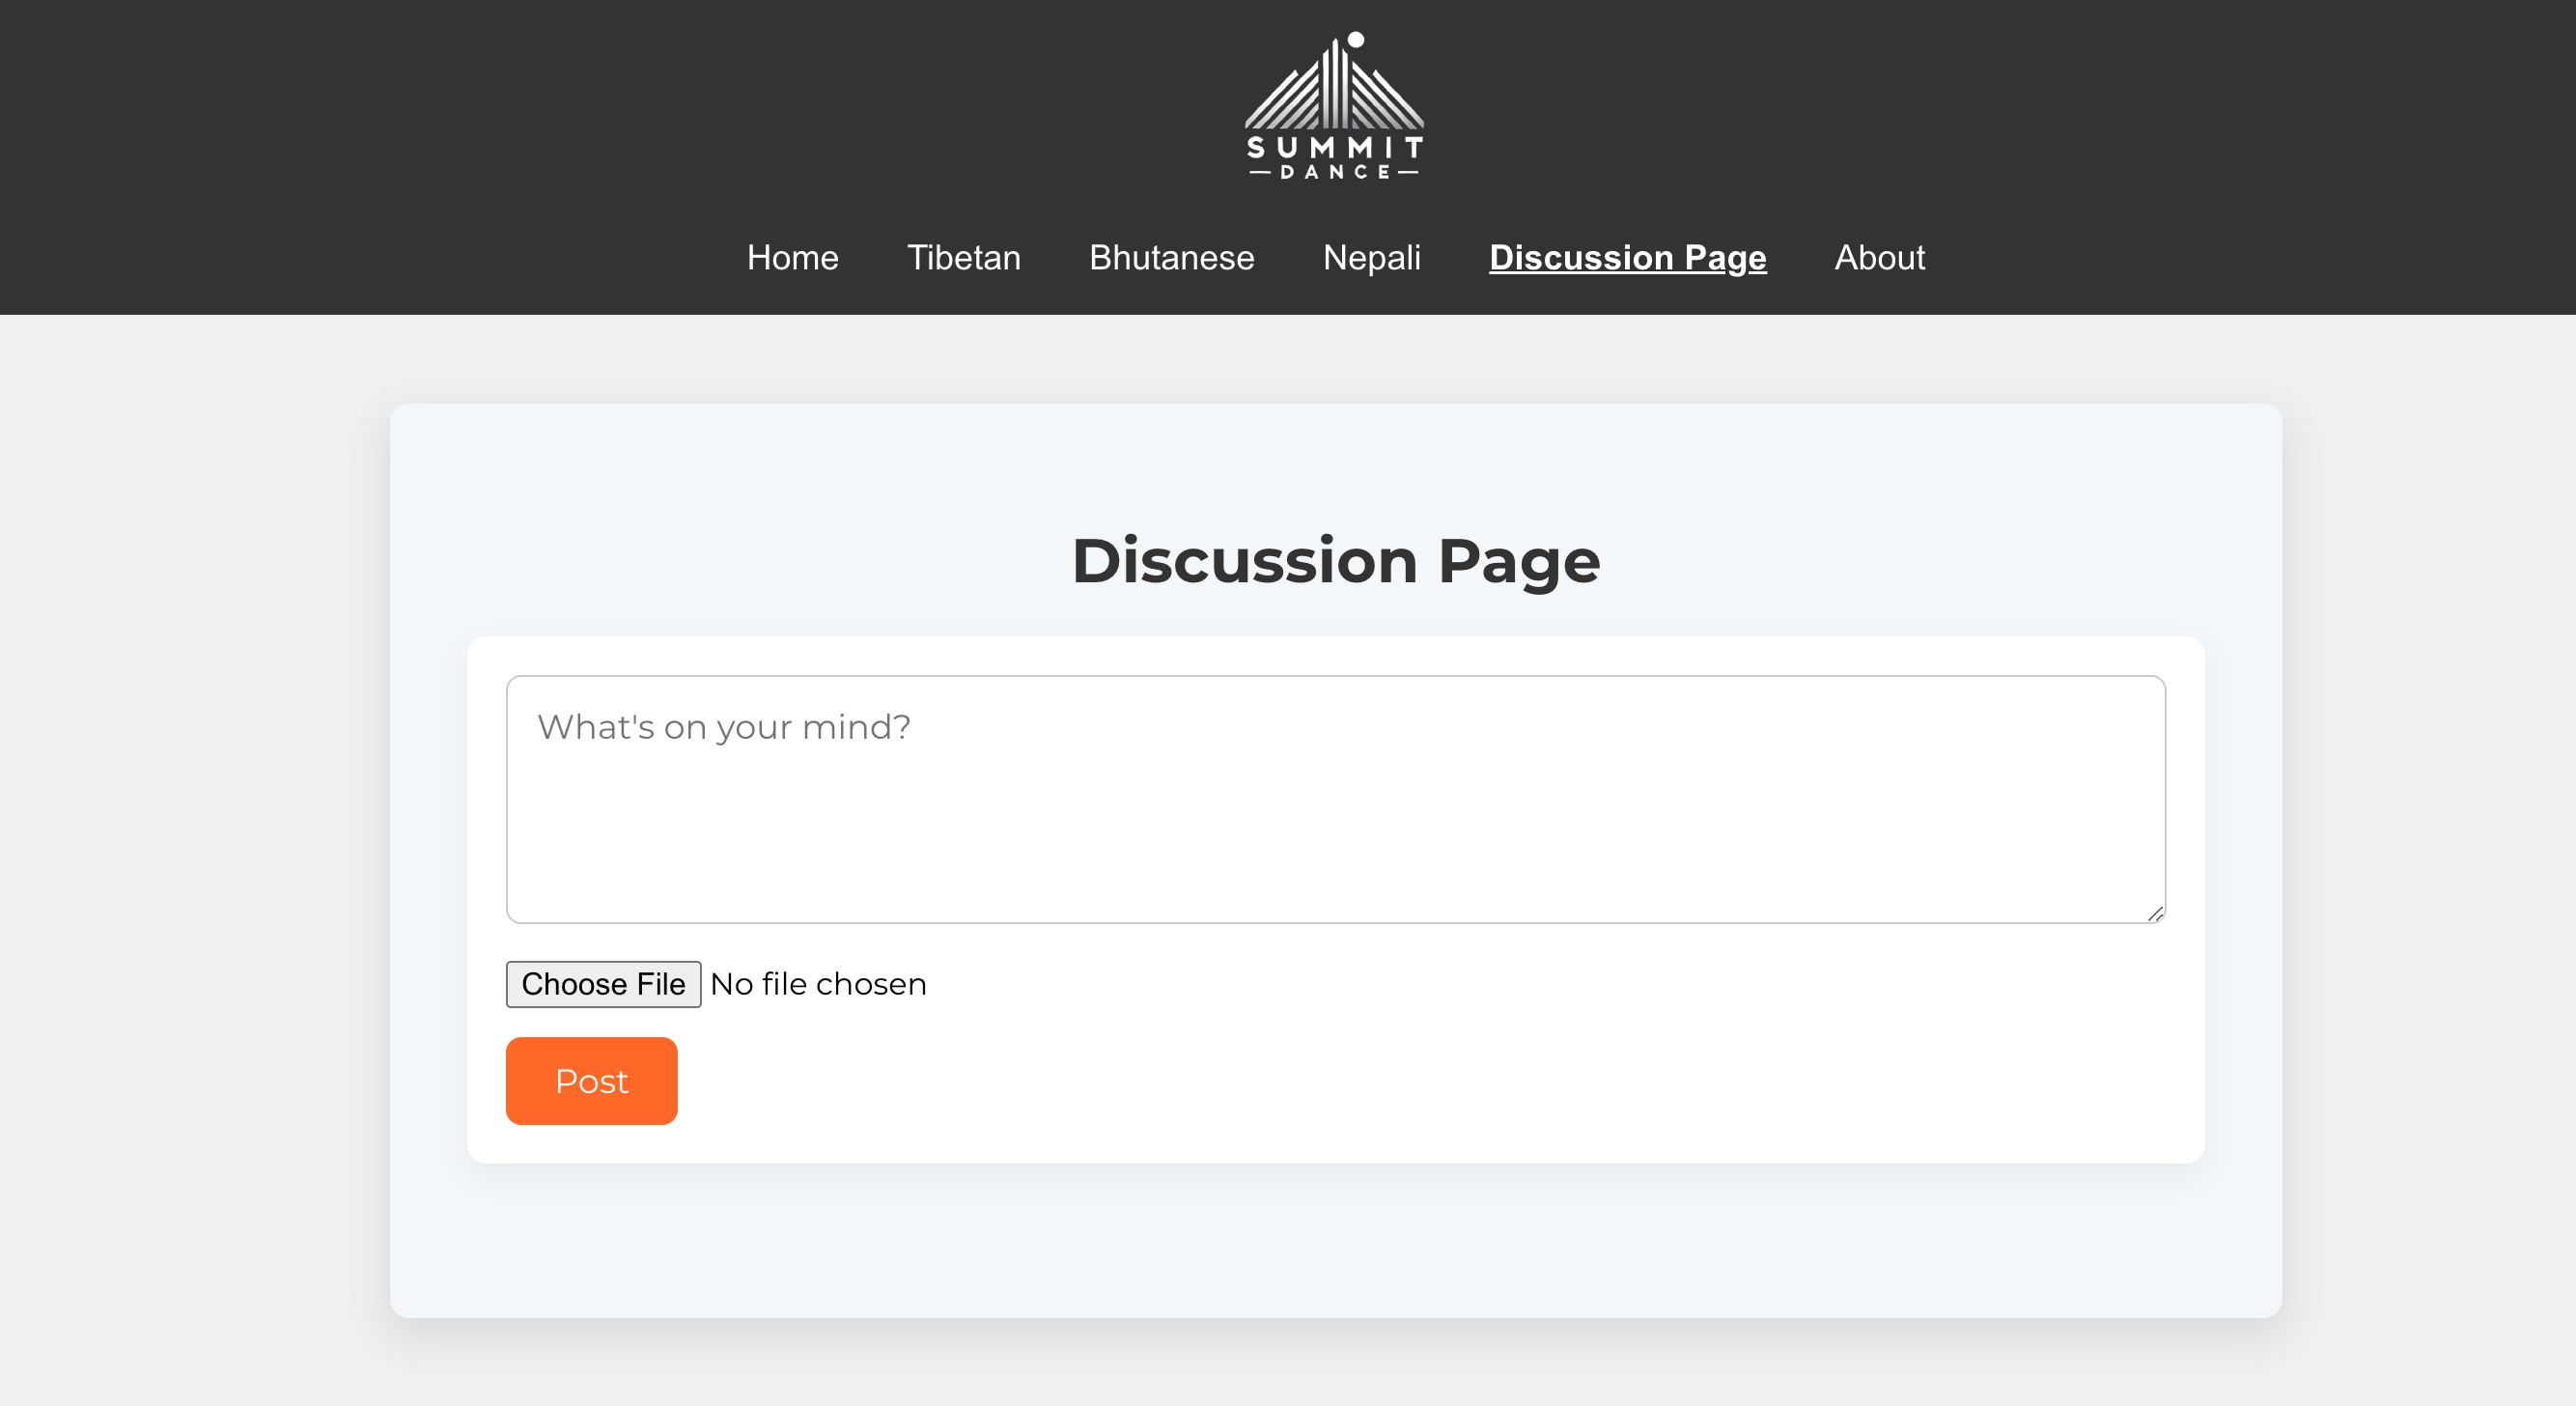 SUMMIT
DANCE
Home Tibetan Bhutanese Nepali Discussion Page About
Discussion Page
What's on your mind?
Choose File No file chosen
Post